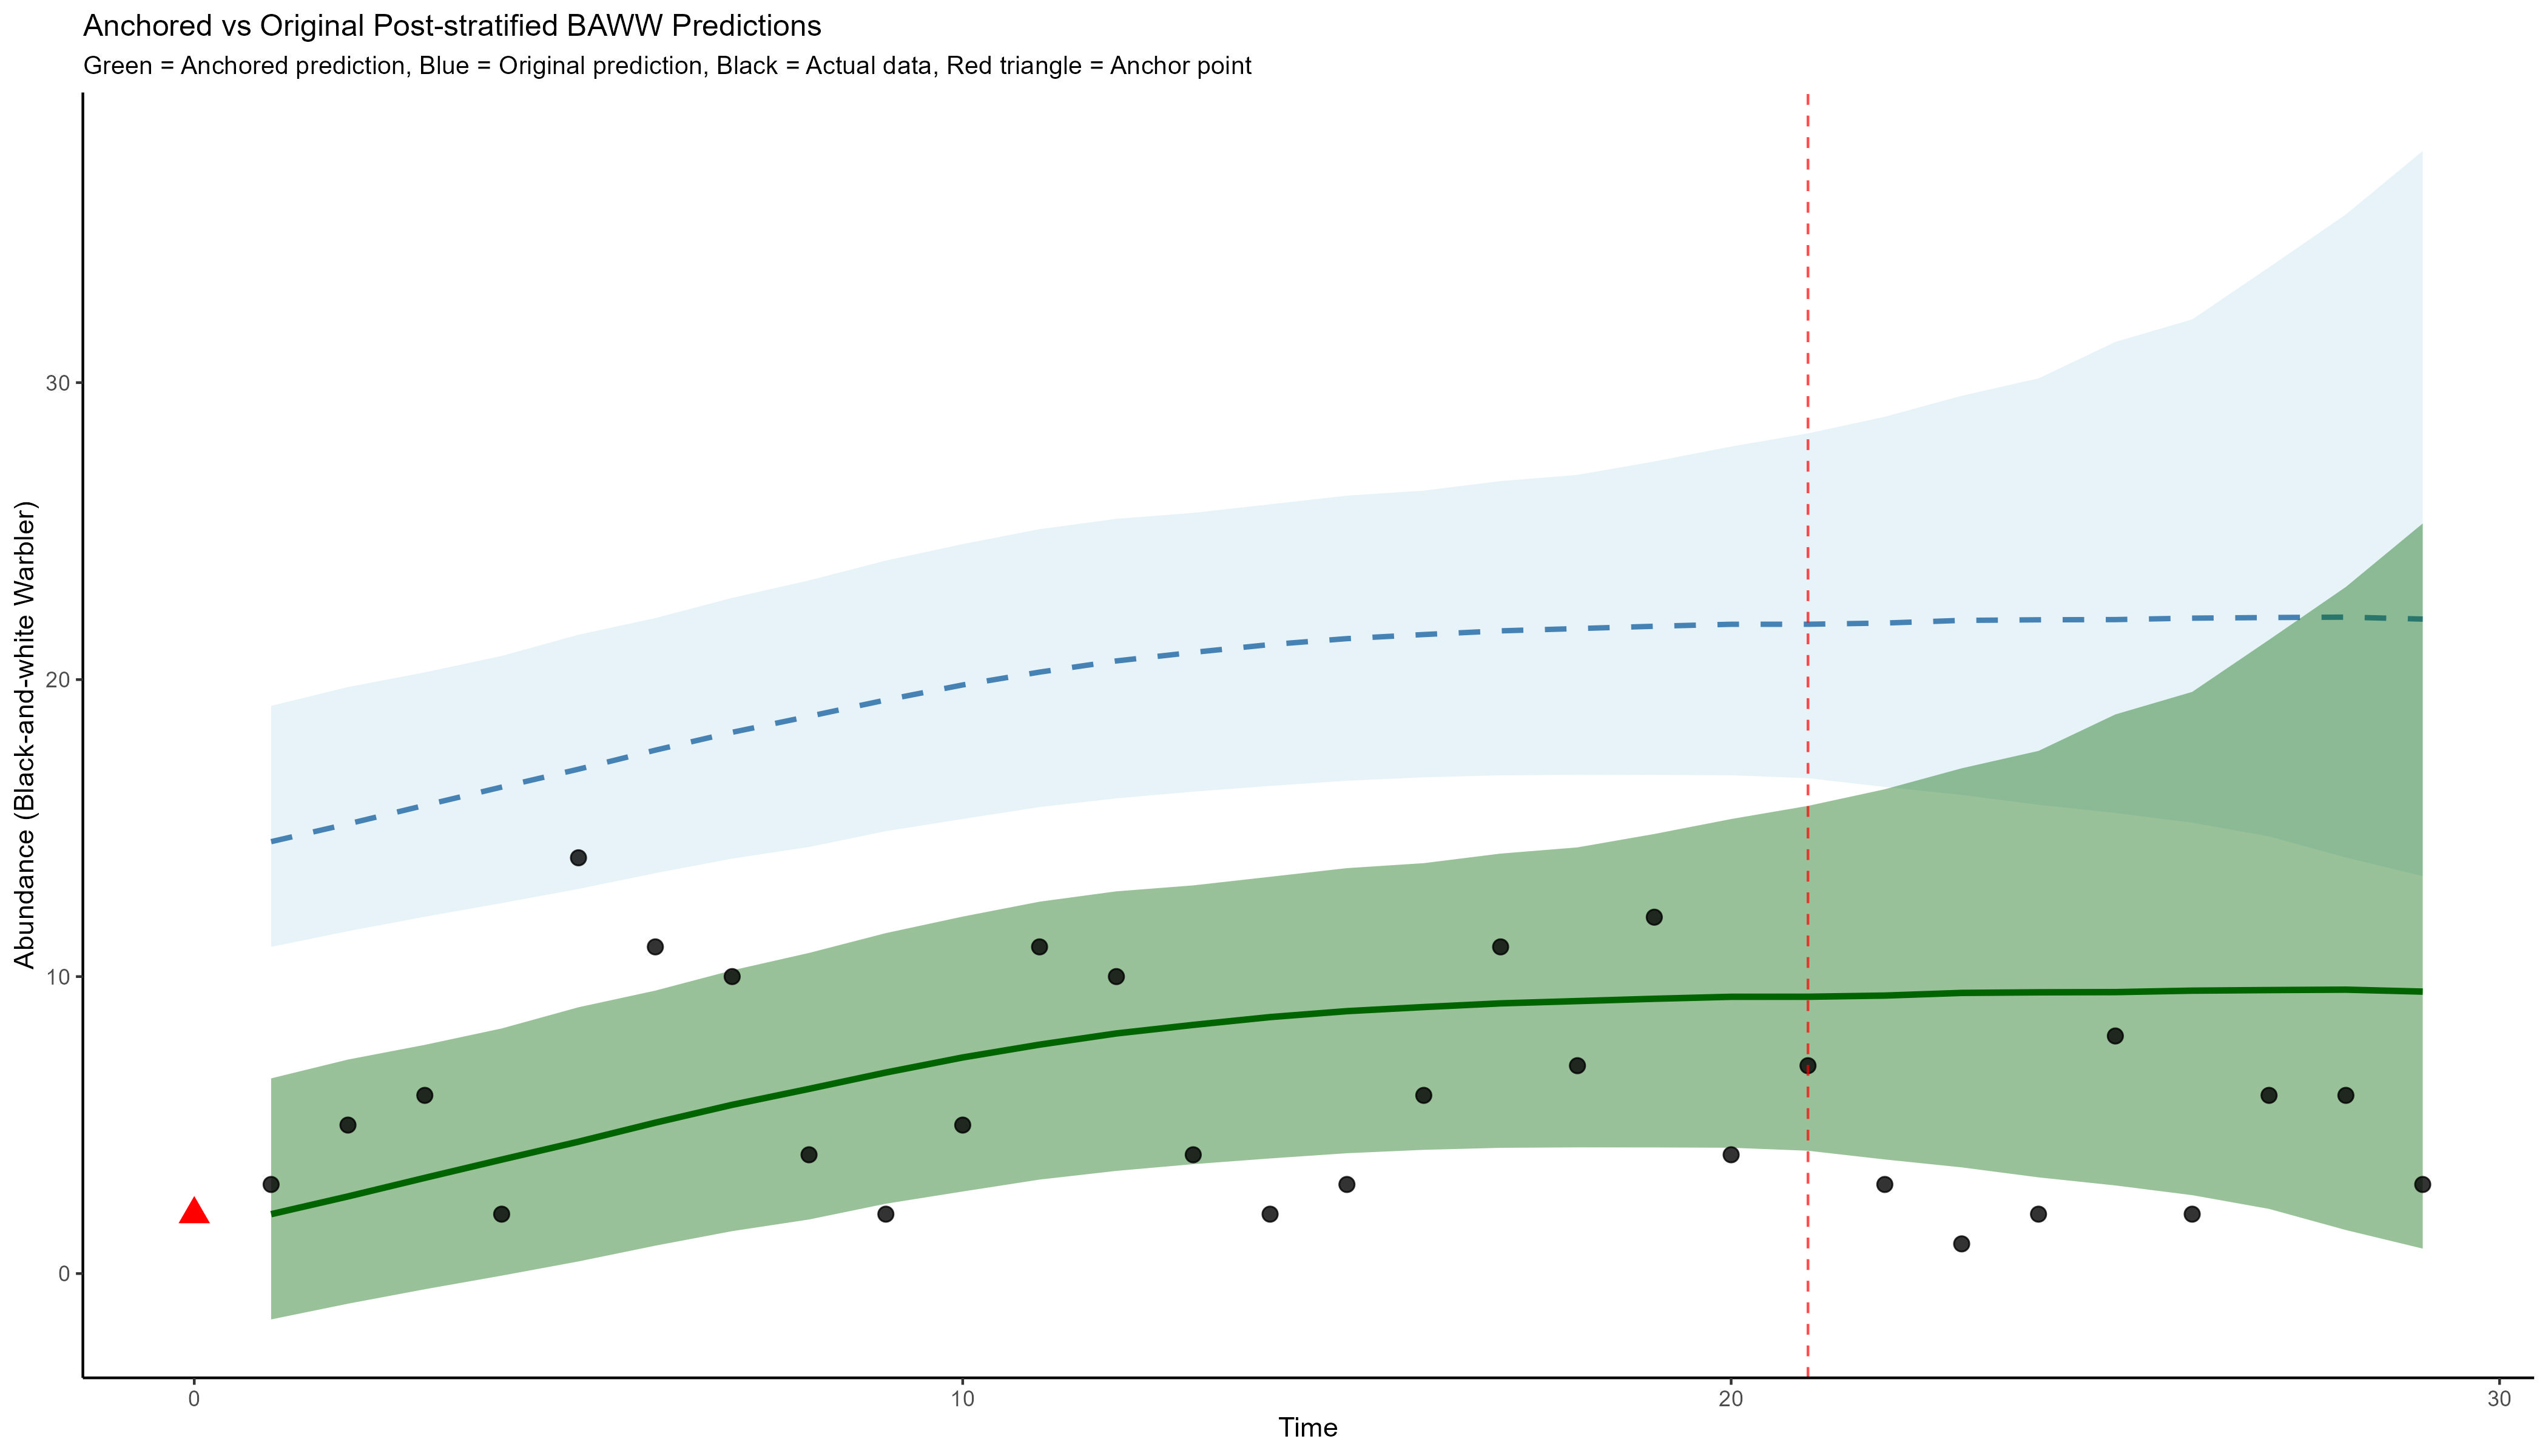 Anchored vs Original Post-stratified BAWW Predictions
Green = Anchored prediction, Blue = Original prediction, Black = Actual data, Red triangle = Anchor point
Abundance (Black-and-white Warbler)
30
20
10
0
0 10 20 30
Time